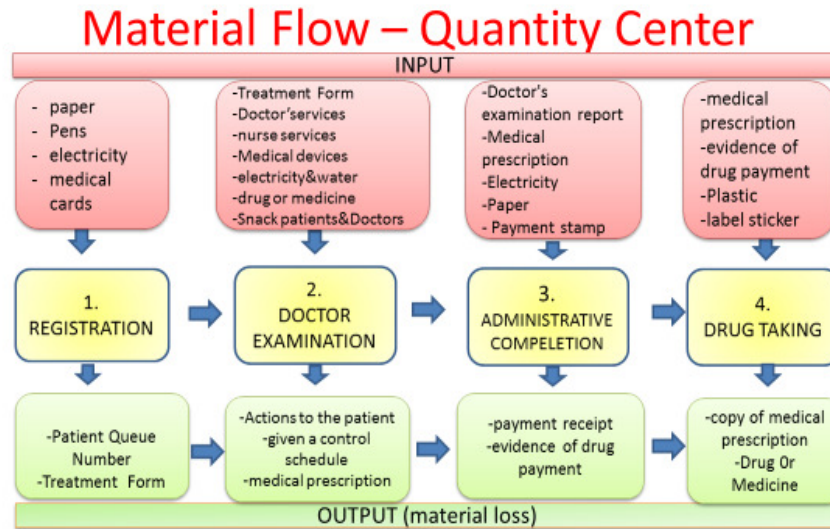 Material Flow – Quantity Center
INPUT
- paper
- Pens
- electricity
- medical
cards
-Treatment Form
-Doctor'services
-nurse services
-Medical devices
-electricity&water
-drug or medicine
-Snack patients&Doctors
-Doctor's
examination report
-Medical
prescription
-Electricity
-Paper
- Payment stamp
-medical
prescription
-evidence of
drug payment
-Plastic
-label sticker
1.
REGISTRATION
2.
DOCTOR
EXAMINATION
3.
ADMINISTRATIVE
COMPELETION
4.
DRUG TAKING
-Patient Queue
Number
-Treatment Form
-Actions to the patient
-given a control
schedule
-medical prescription
-payment receipt
-evidence of drug
payment
-copy of medical
prescription
-Drug 0r
Medicine
OUTPUT (material loss)